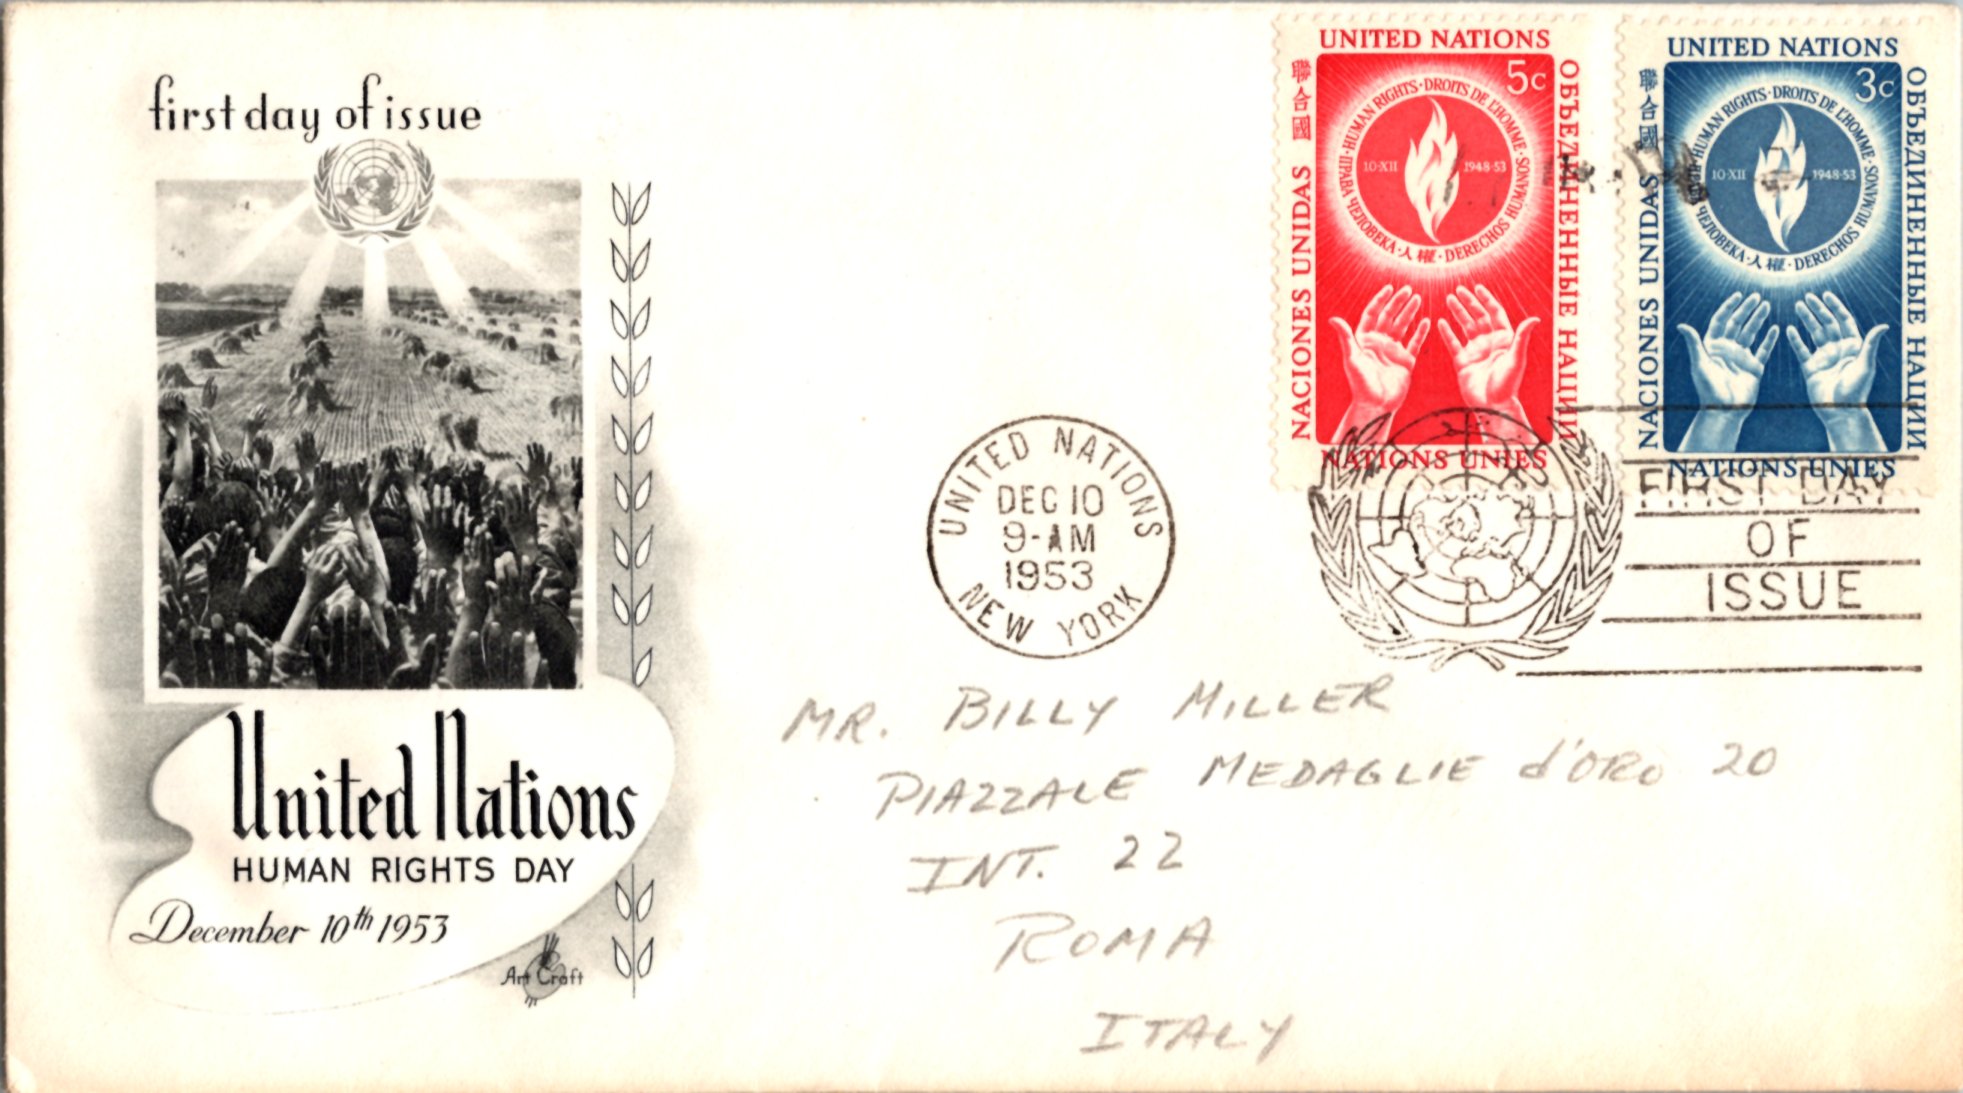 first day of issue
United Nations
HUMAN RIGHTS DAY
December 10th 1953
Art Craft
UNITED NATIONS
DEC 10
9-AM
1953
NEW YORK
UNITED NATIONS
5c
聯合國
NACIONES UNIDAS
ОБЪЕДИНЕННЫЕ НАЦИИ
HUMAN RIGHTS · DROITS DE L'HOMME · DERECHOS HUMANOS · 人權 · ПРАВА ЧЕЛОВЕКА ·
10·XII 1948-53
NATIONS UNIES
UNITED NATIONS
3c
聯合國
NACIONES UNIDAS
ОБЪЕДИНЕННЫЕ НАЦИИ
HUMAN RIGHTS · DROITS DE L'HOMME · DERECHOS HUMANOS · 人權 · ПРАВА ЧЕЛОВЕКА ·
10·XII 1948-53
NATIONS UNIES
FIRST DAY
OF
ISSUE
MR. BILLY MILLER
PIAZZALE MEDAGLIE d'ORO 20
INT. 22
ROMA
ITALY